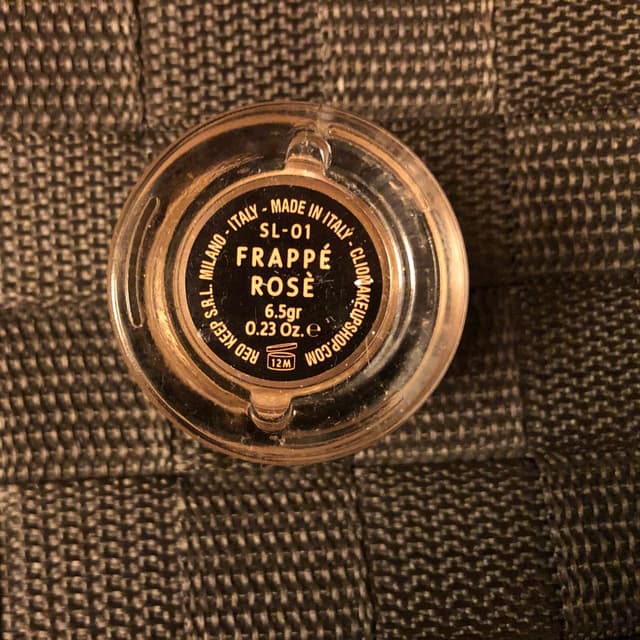 RED KEEP S.R.L. MILANO - ITALY - MADE IN ITALY - CLIOMAKEUPSHOP.COM
SL-01
FRAPPÉ
ROSÈ
6.5gr
0.23 Oz. ℮
12M